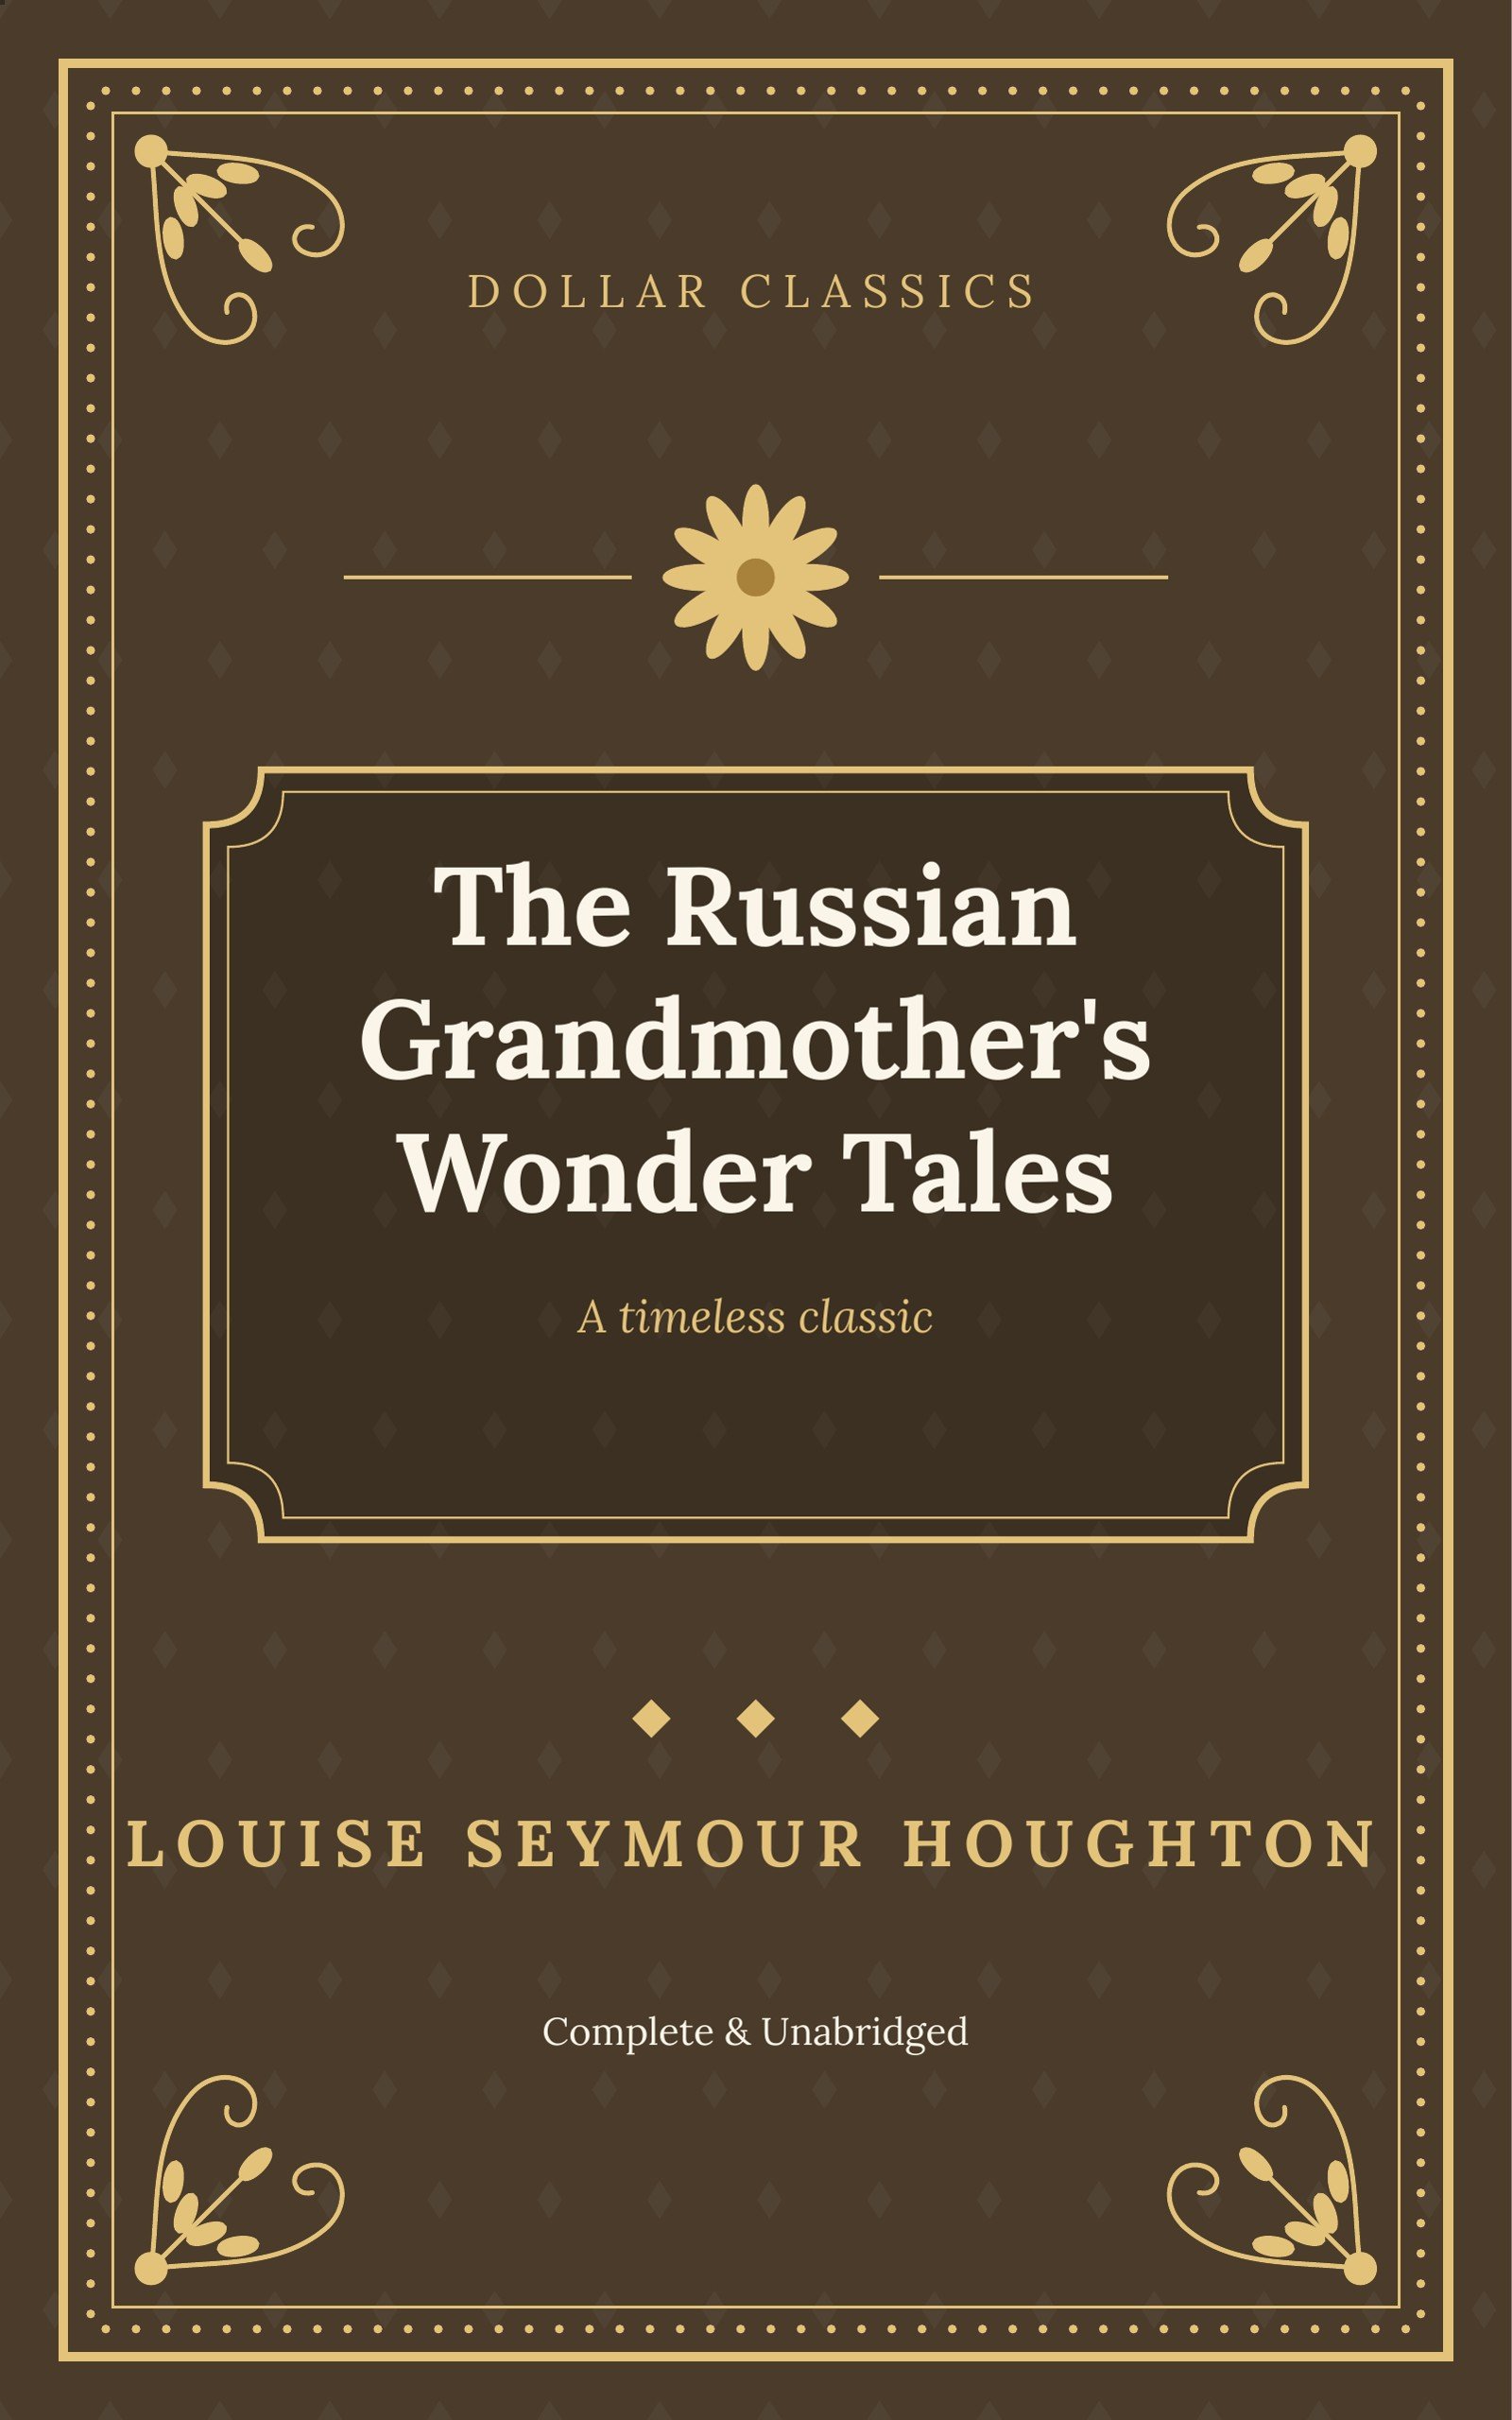 DOLLAR CLASSICS
The Russian
Grandmother's
Wonder Tales
A timeless classic
LOUISE SEYMOUR HOUGHTON
Complete & Unabridged